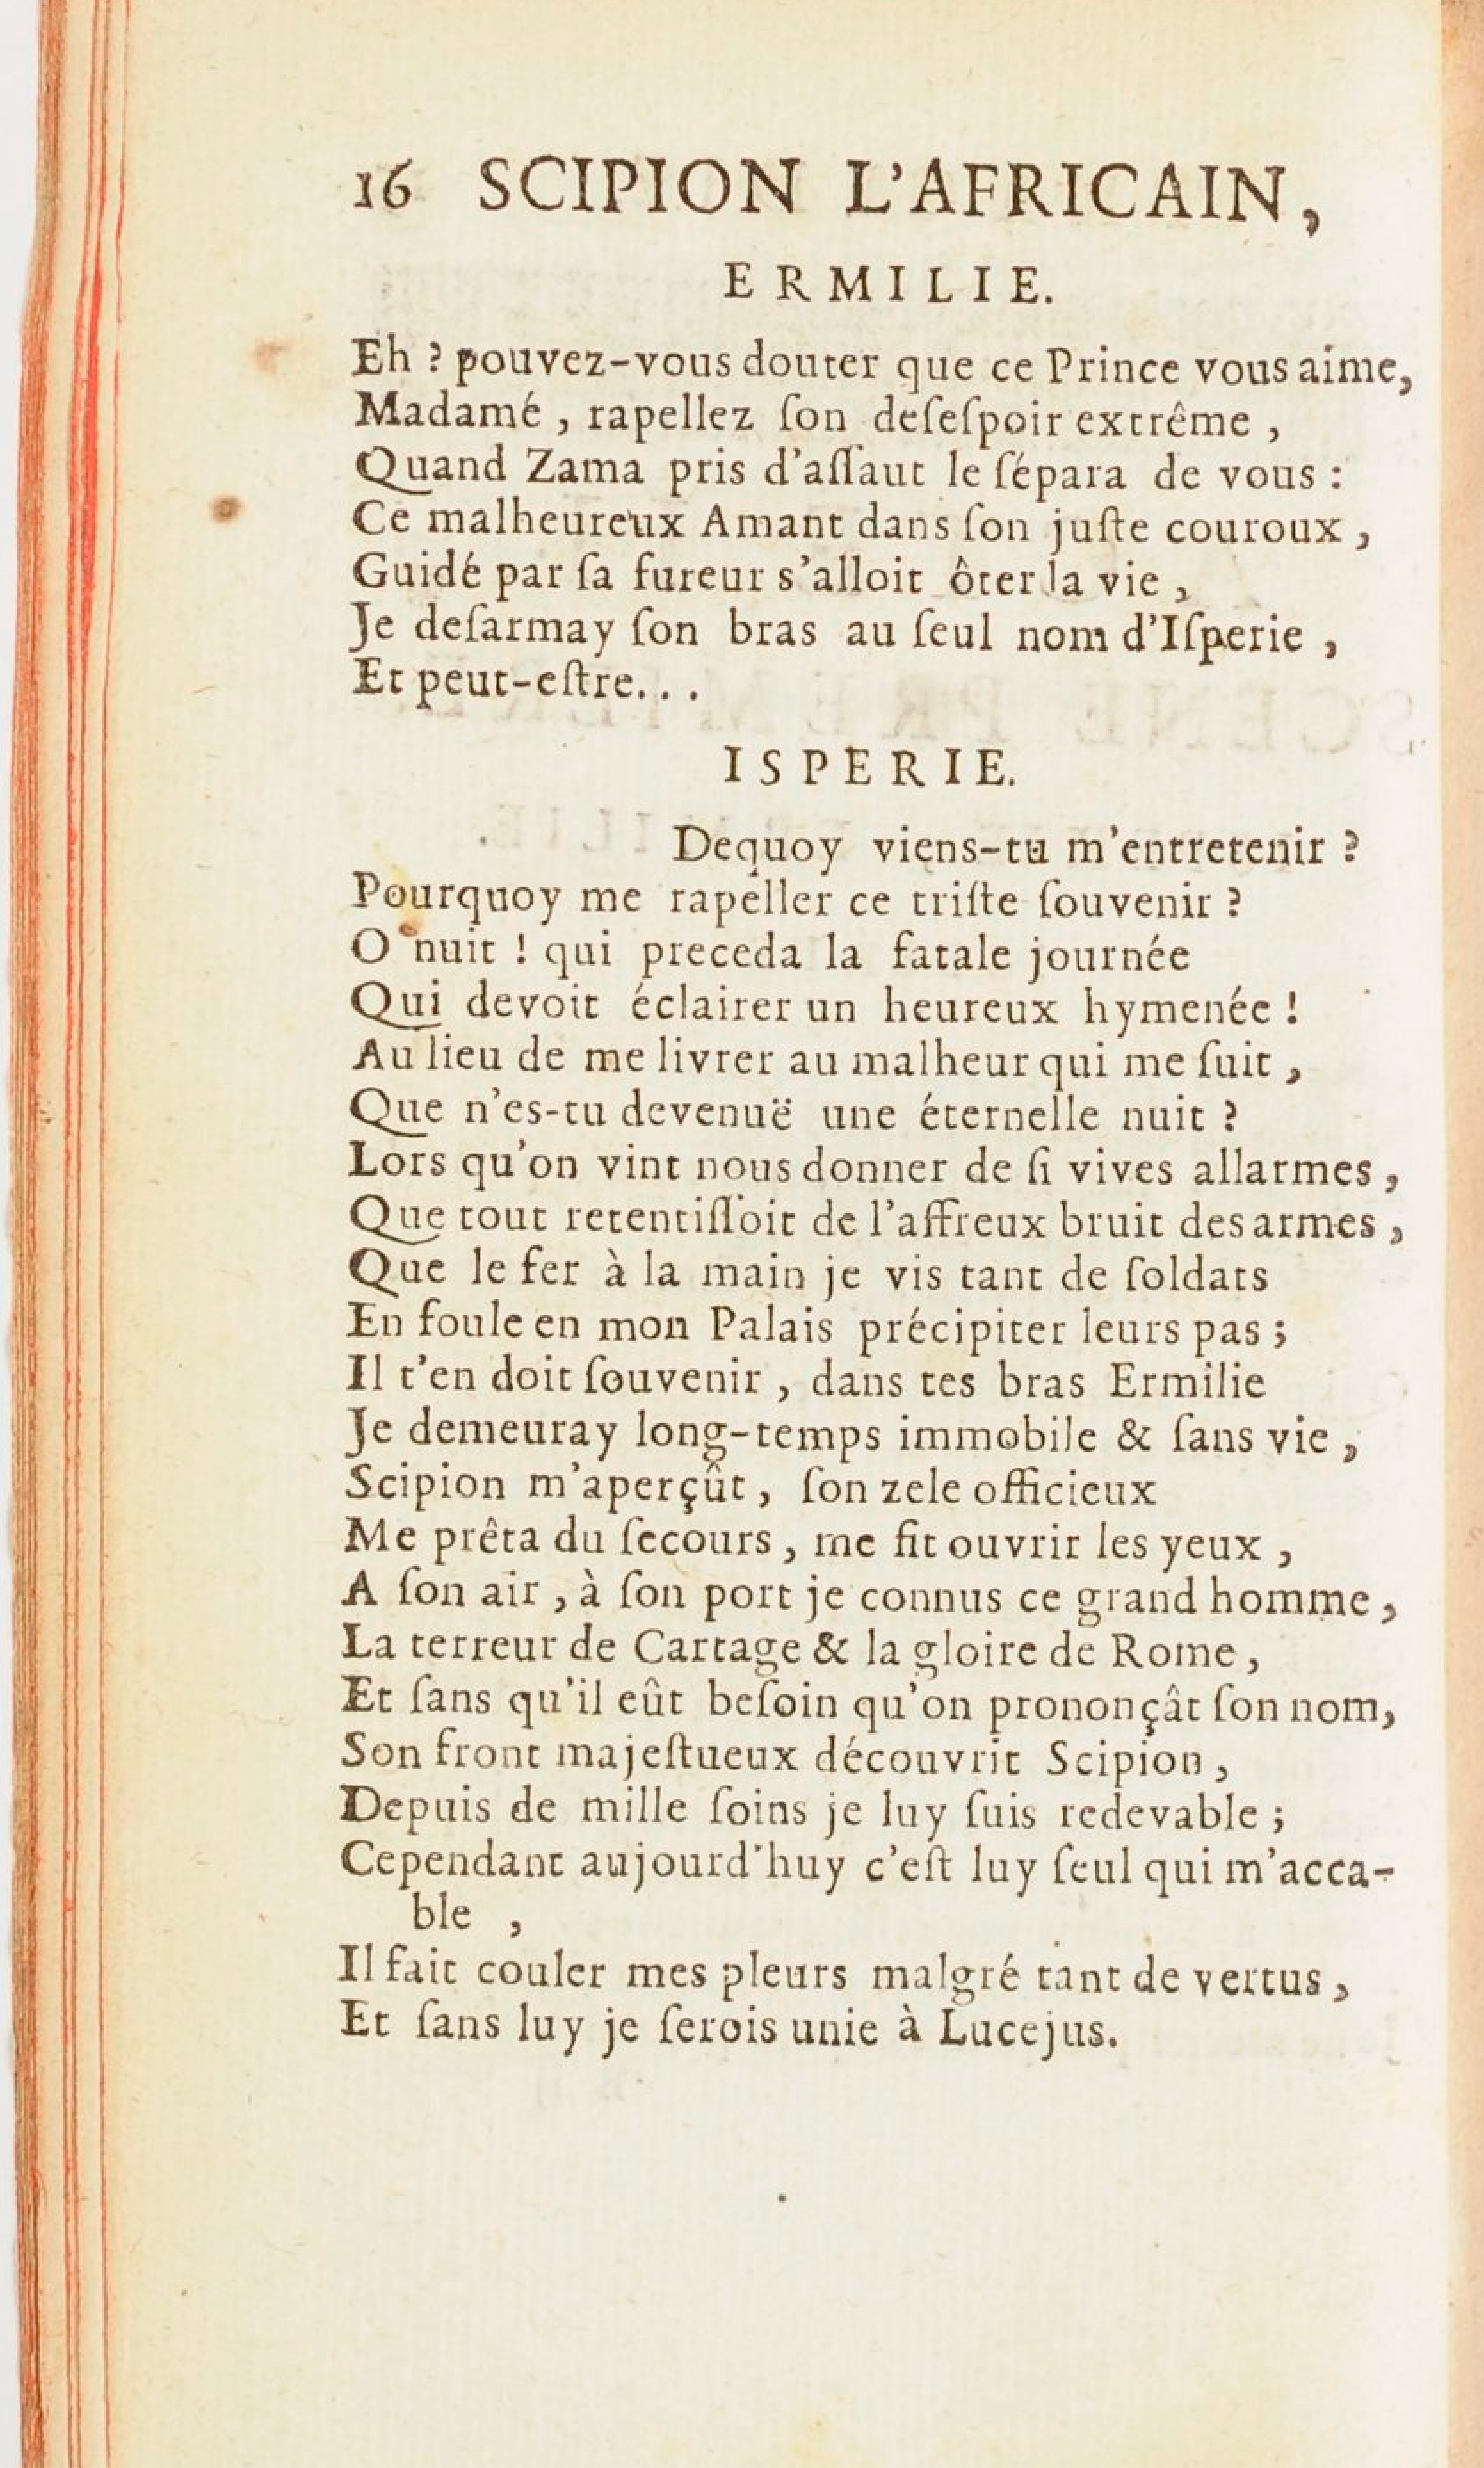 16 SCIPION L'AFRICAIN,
ERMILIE.
Eh ? pouvez-vous douter que ce Prince vous aime,
Madamé , rapellez ſon deſeſpoir extrême ,
Quand Zama pris d'aſſaut le ſépara de vous :
Ce malheureux Amant dans ſon juſte couroux ,
Guidé par ſa fureur s'alloit ôter la vie ,
Je deſarmay ſon bras au ſeul nom d'Iſperie ,
Et peut-eſtre. . .
ISPERIE.
Dequoy viens-tu m'entretenir ?
Pourquoy me rapeller ce triſte ſouvenir ?
O nuit ! qui preceda la fatale journée
Qui devoit éclairer un heureux hymenée !
Au lieu de me livrer au malheur qui me ſuit ,
Que n'es-tu devenuë une éternelle nuit ?
Lors qu'on vint nous donner de ſi vives allarmes ,
Que tout retentiſſoit de l'affreux bruit des armes ,
Que le fer à la main je vis tant de ſoldats
En foule en mon Palais précipiter leurs pas ;
Il t'en doit ſouvenir , dans tes bras Ermilie
Je demeuray long-temps immobile & ſans vie ,
Scipion m'aperçût , ſon zele officieux
Me prêta du ſecours , me fit ouvrir les yeux ,
A ſon air , à ſon port je connus ce grand homme ,
La terreur de Cartage & la gloire de Rome ,
Et ſans qu'il eût beſoin qu'on prononçât ſon nom,
Son front majeſtueux découvrit Scipion ,
Depuis de mille ſoins je luy ſuis redevable ;
Cependant aujourd'huy c'eſt luy ſeul qui m'acca-
ble ,
Il fait couler mes pleurs malgré tant de vertus ,
Et ſans luy je ſerois unie à Lucejus.